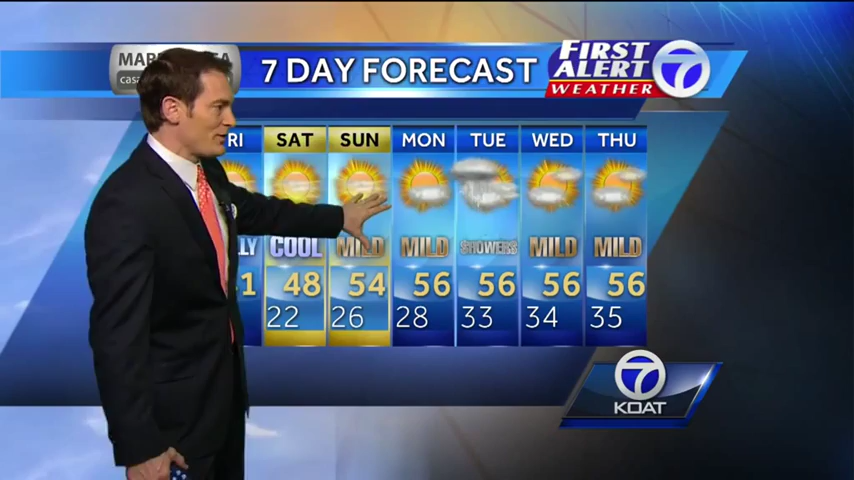 7 DAY FORECAST
FIRST
ALERT 7
WEATHER
SAT SUN MON TUE WED THU
COOL MILD MILD SHOWERS MILD MILD
48 54 56 56 56 56
22 26 28 33 34 35
7
KOAT